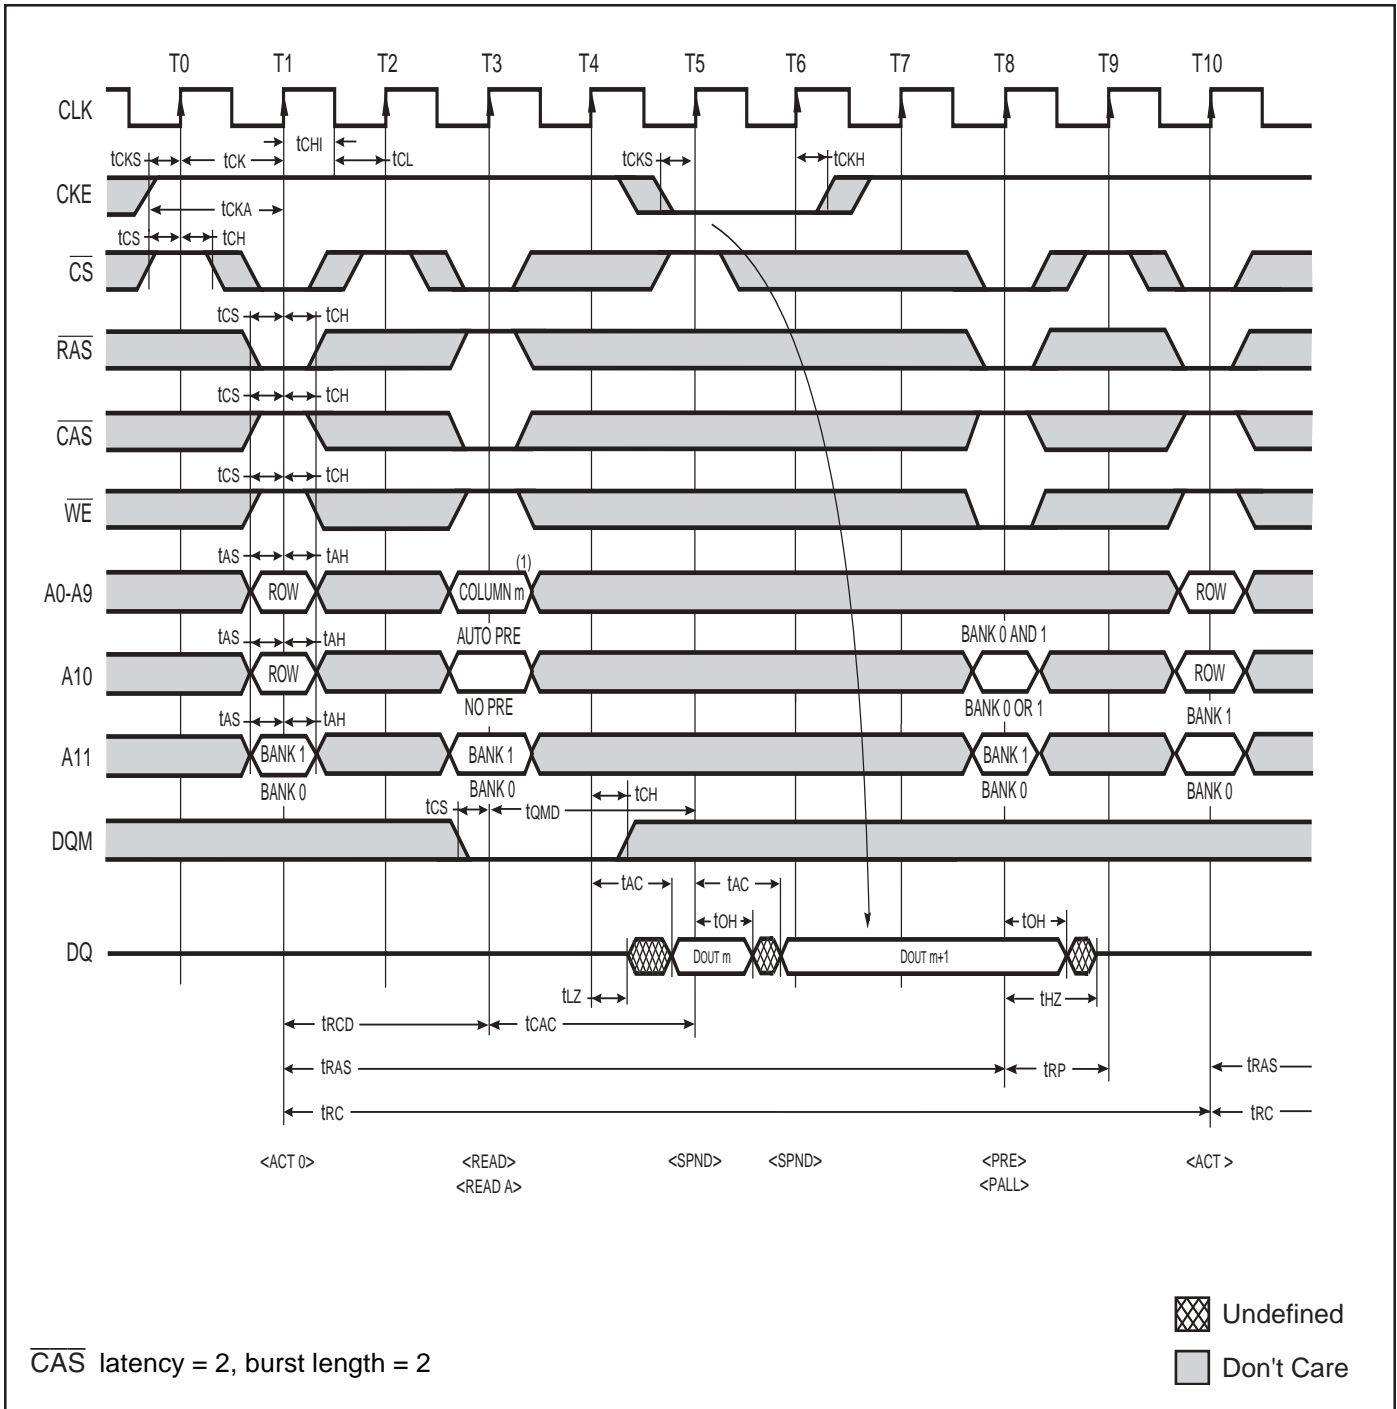 T0 T1 T2 T3 T4 T5 T6 T7 T8 T9 T10
CLK
tCHI
tCKS tCK tCL tCKS tCKH
CKE
tCKA
tCS tCH
CS
tCS tCH
RAS
tCS tCH
CAS
tCS tCH
WE
tAS tAH (1)
A0-A9 ROW COLUMN m ROW
tAS tAH AUTO PRE BANK 0 AND 1
A10 ROW ROW
NO PRE BANK 0 OR 1 BANK 1
tAS tAH
A11 BANK 1 BANK 1 BANK 1
BANK 0 BANK 0 BANK 0 BANK 0
tCS tQMD tCH
DQM
tAC tAC
tOH tOH
DQ DOUT m DOUT m+1
tLZ tHZ
tRCD tCAC
tRAS tRP tRAS
tRC tRC
<ACT 0> <READ> <SPND> <SPND> <PRE> <ACT >
<READ A> <PALL>
Undefined
CAS latency = 2, burst length = 2
Don't Care